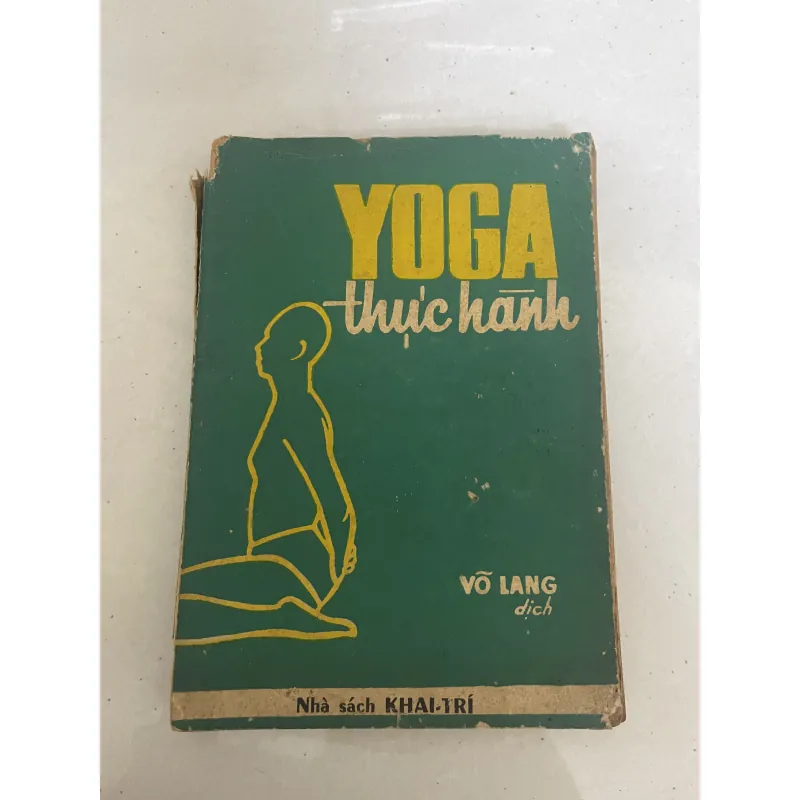 YOGA
thực hành
VÕ LANG
dịch
Nhà sách KHAI-TRÍ